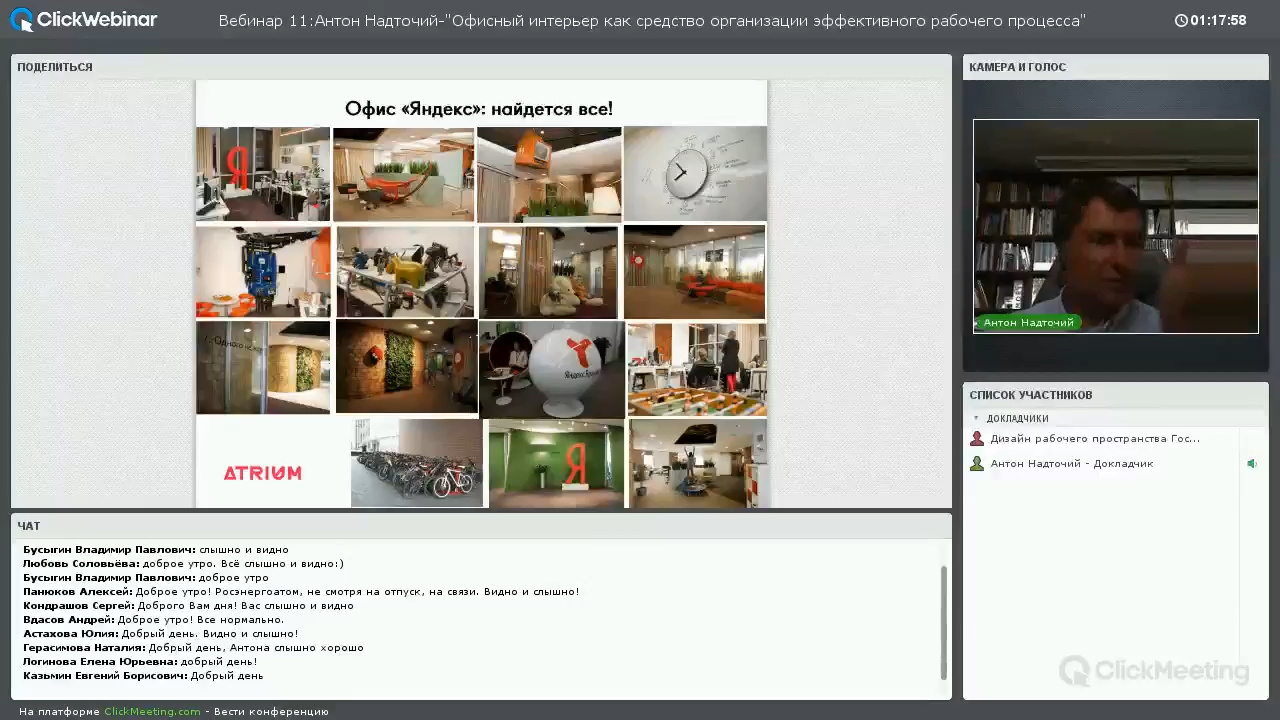 ClickWebinar
Вебинар 11:Антон Надточий-"Офисный интерьер как средство организации эффективного рабочего процесса"
01:17:58
ПОДЕЛИТЬСЯ
КАМЕРА И ГОЛОС
Офис «Яндекс»: найдется все!
Я
Антон Надточий
СПИСОК УЧАСТНИКОВ
ДОКЛАДЧИКИ
Дизайн рабочего пространства Гос...
Антон Надточий - Докладчик
ATRIUM
Я
ЧАТ
Бусыгин Владимир Павлович: слышно и видно
Любовь Соловьёва: доброе утро. Всё слышно и видно:)
Бусыгин Владимир Павлович: доброе утро
Панюков Алексей: Доброе утро! Росэнергоатом, не смотря на отпуск, на связи. Видно и слышно!
Кондрашов Сергей: Доброго Вам дня! Вас слышно и видно
Вдасов Андрей: Доброе утро! Все нормально.
Астахова Юлия: Добрый день. Видно и слышно!
Герасимова Наталия: Добрый день, Антона слышно хорошо
Логинова Елена Юрьевна: добрый день!
Казьмин Евгений Борисович: Добрый день
ClickMeeting
На платформе ClickMeeting.com - Вести конференцию